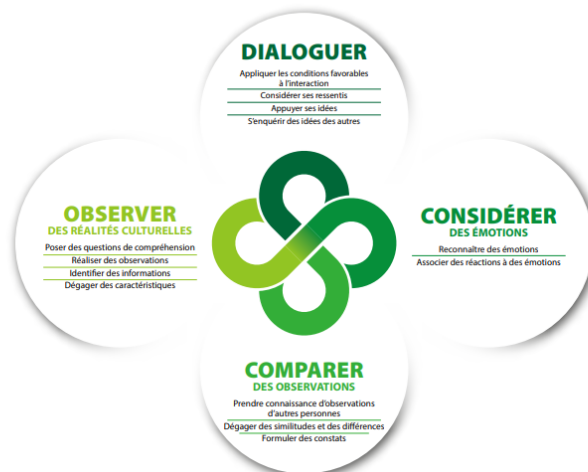 DIALOGUER
Appliquer les conditions favorables
à l'interaction
Considérer ses ressentis
Appuyer ses idées
S'enquérir des idées des autres
OBSERVER
DES RÉALITÉS CULTURELLES
Poser des questions de compréhension
Réaliser des observations
Identifier des informations
Dégager des caractéristiques
CONSIDÉRER
DES ÉMOTIONS
Reconnaître des émotions
Associer des réactions à des émotions
COMPARER
DES OBSERVATIONS
Prendre connaissance d'observations
d'autres personnes
Dégager des similitudes et des différences
Formuler des constats